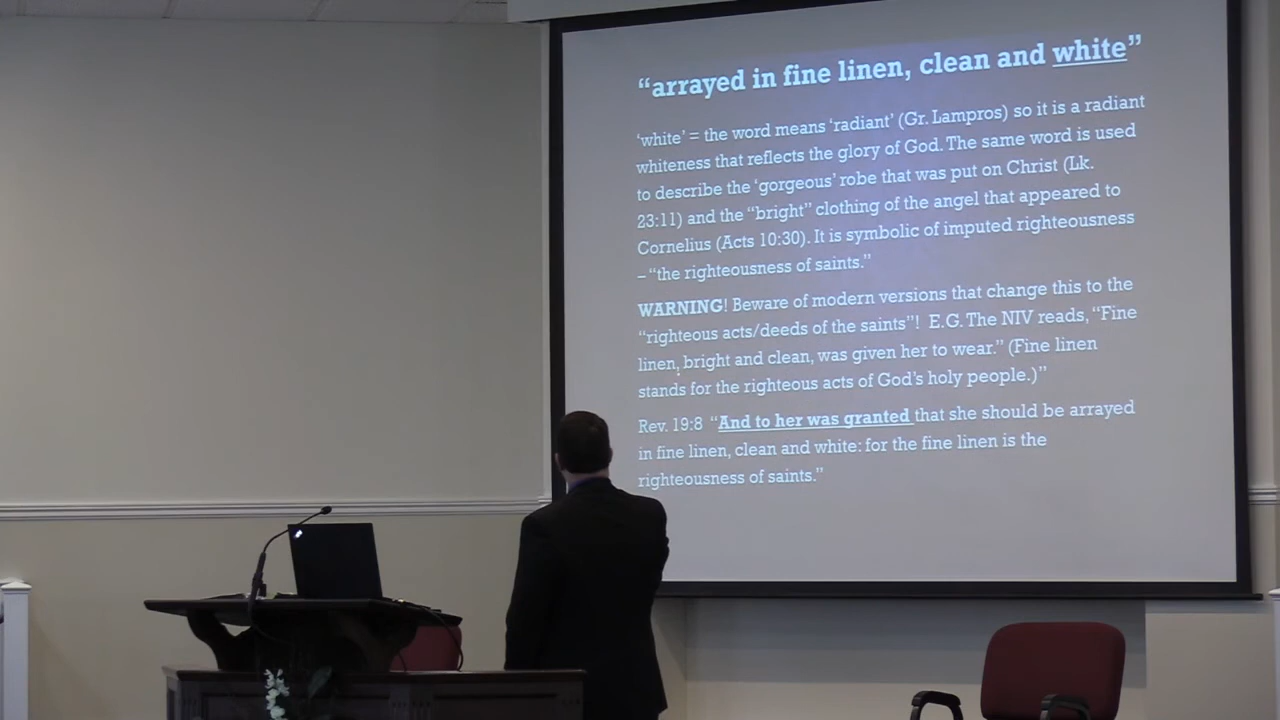 “arrayed in fine linen, clean and white”
‘white’ = the word means ‘radiant’ (Gr. Lampros) so it is a radiant
whiteness that reflects the glory of God. The same word is used
to describe the ‘gorgeous’ robe that was put on Christ (Lk.
23:11) and the “bright” clothing of the angel that appeared to
Cornelius (Acts 10:30). It is symbolic of imputed righteousness
– “the righteousness of saints.”
WARNING! Beware of modern versions that change this to the
“righteous acts/deeds of the saints”! E.G. The NIV reads, “Fine
linen, bright and clean, was given her to wear.” (Fine linen
stands for the righteous acts of God’s holy people.)”
Rev. 19:8 “And to her was granted that she should be arrayed
in fine linen, clean and white: for the fine linen is the
righteousness of saints.”